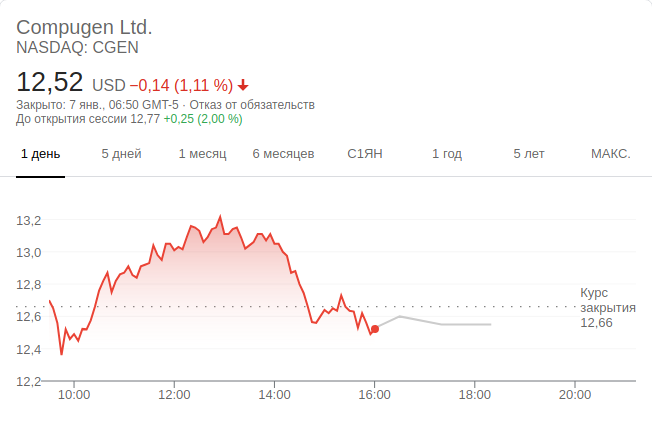 Compugen Ltd.
NASDAQ: CGEN
12,52 USD −0,14 (1,11 %)
Закрыто: 7 янв., 06:50 GMT-5 · Отказ от обязательств
До открытия сессии 12,77 +0,25 (2,00 %)
1 день 5 дней 1 месяц 6 месяцев С1ЯН 1 год 5 лет МАКС.
13,2
13,0
12,8
12,6
12,4
12,2
Курс
закрытия
12,66
10:00 12:00 14:00 16:00 18:00 20:00